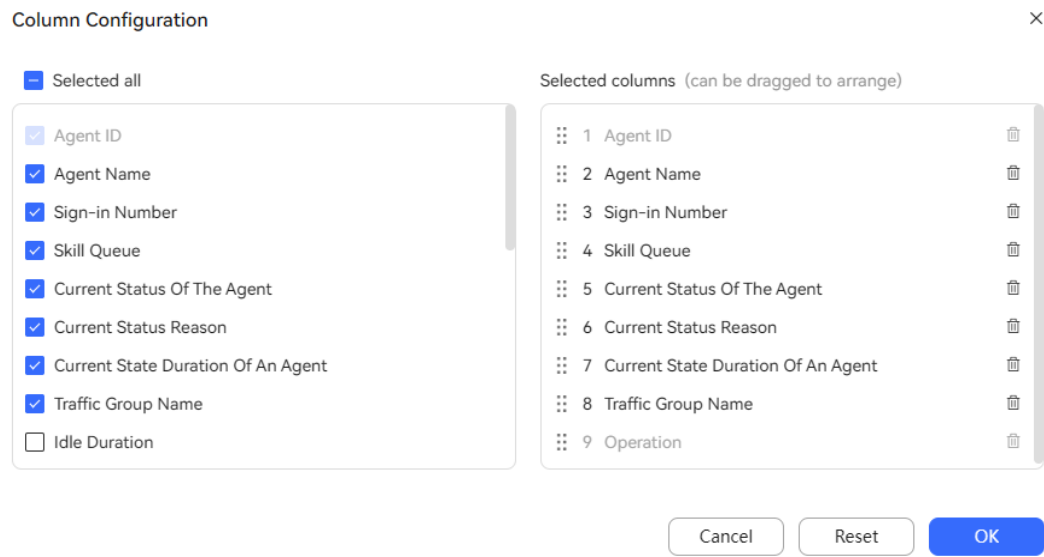 Column Configuration
Selected all
Agent ID
Agent Name
Sign-in Number
Skill Queue
Current Status Of The Agent
Current Status Reason
Current State Duration Of An Agent
Traffic Group Name
Idle Duration
Selected columns (can be dragged to arrange)
1 Agent ID
2 Agent Name
3 Sign-in Number
4 Skill Queue
5 Current Status Of The Agent
6 Current Status Reason
7 Current State Duration Of An Agent
8 Traffic Group Name
9 Operation
Cancel
Reset
OK